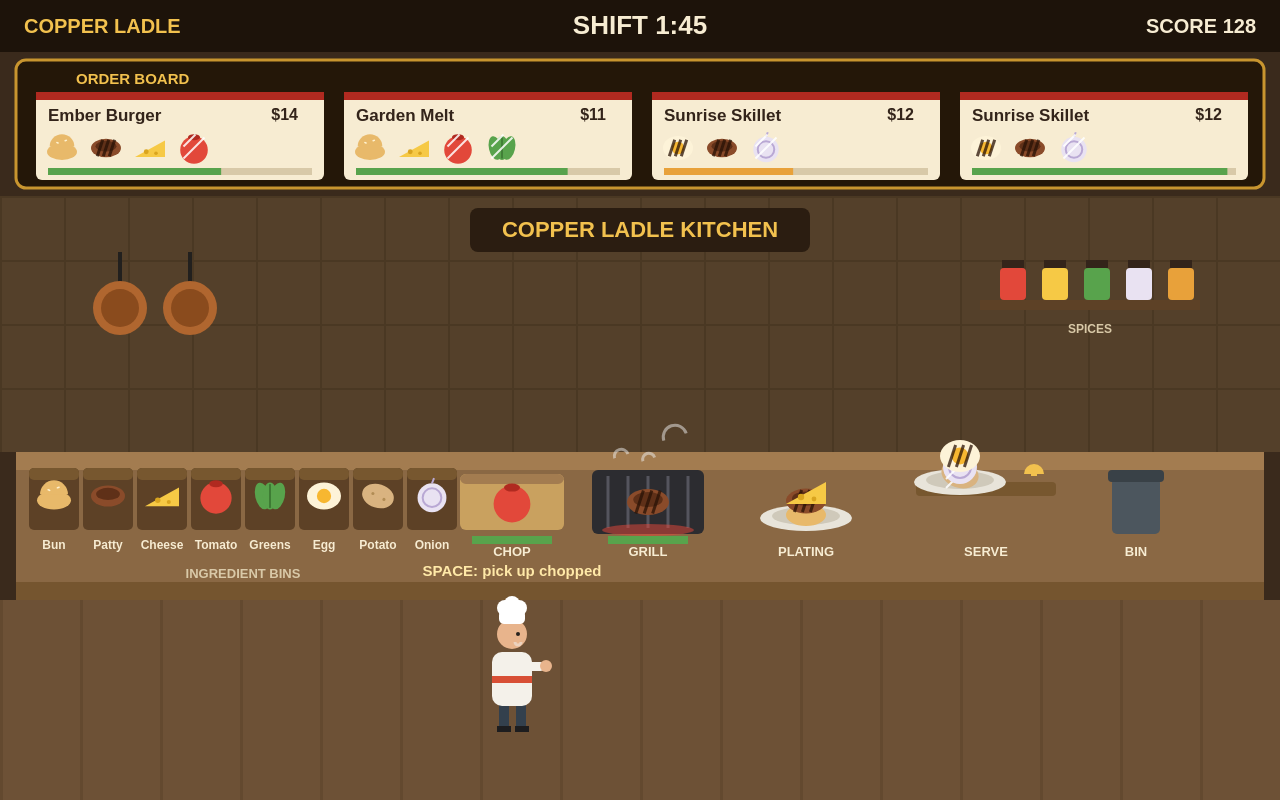 COPPER LADLE
SHIFT 1:45
SCORE 128
ORDER BOARD
Ember Burger $14
Garden Melt $11
Sunrise Skillet $12
Sunrise Skillet $12
COPPER LADLE KITCHEN
SPICES
Bun Patty Cheese Tomato Greens Egg Potato Onion
CHOP GRILL PLATING SERVE BIN
INGREDIENT BINS
SPACE: pick up chopped